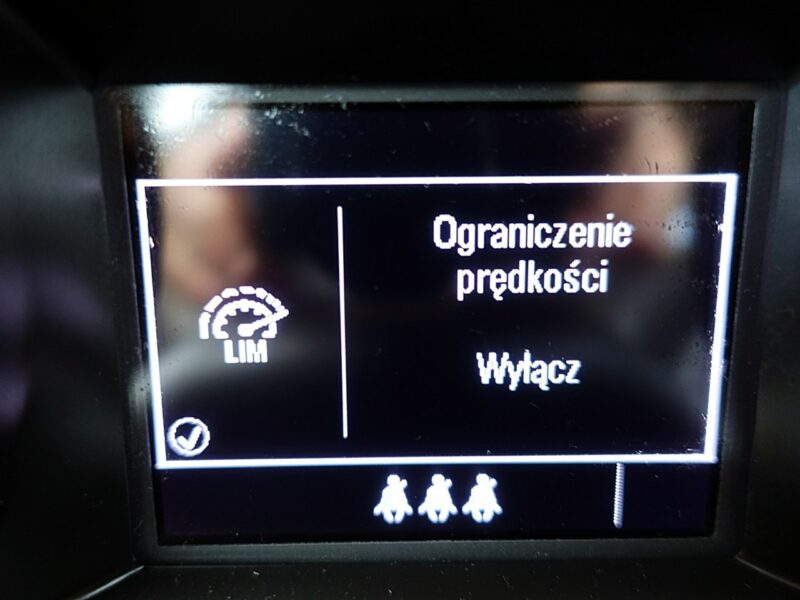 Ograniczenie
prędkości
LIM
Wyłącz